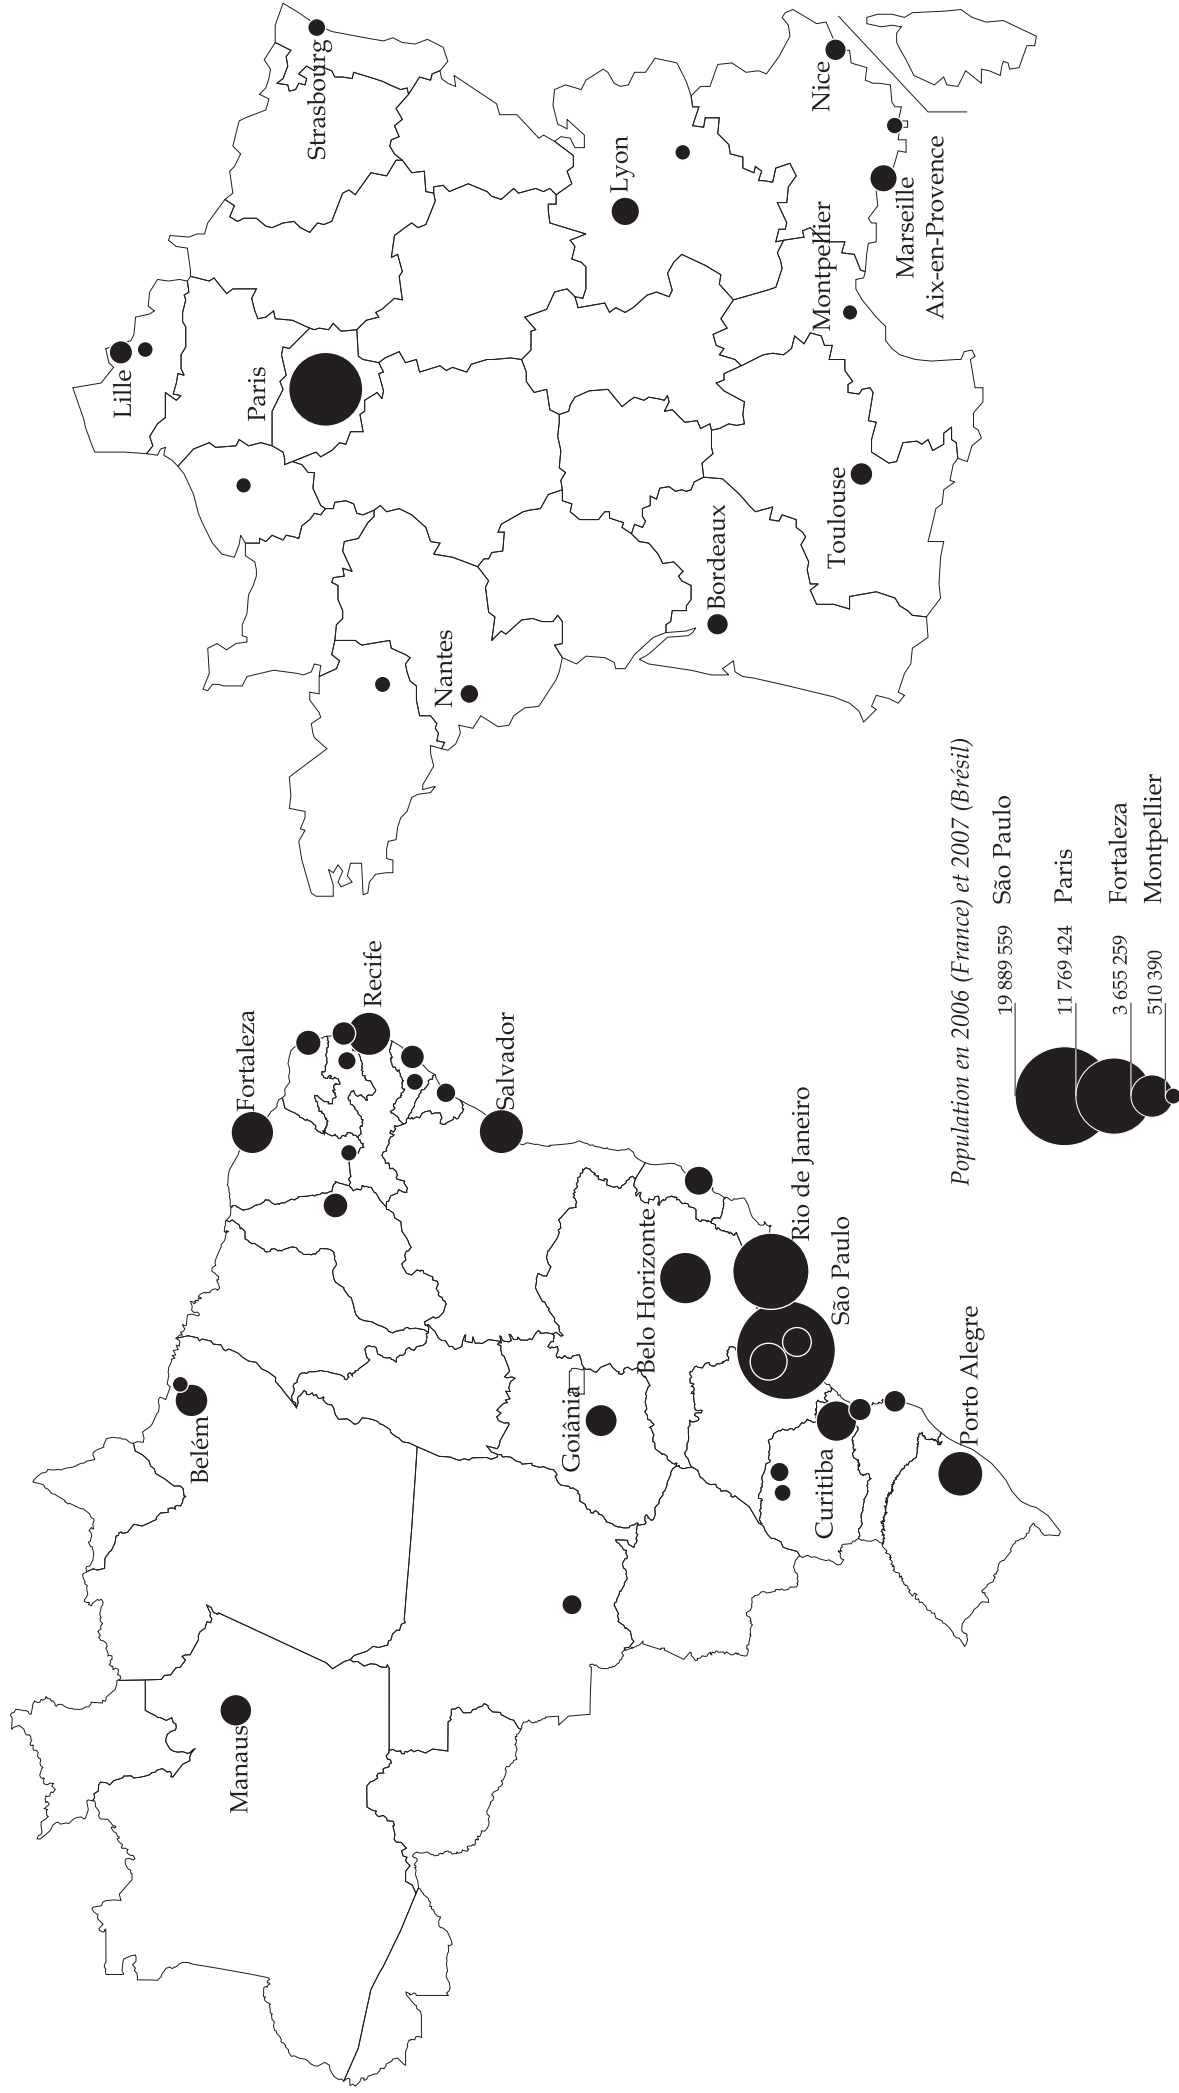 Manaus
Belém
Fortaleza
Recife
Salvador
Goiânia
Belo Horizonte
Rio de Janeiro
São Paulo
Curitiba
Porto Alegre
Lille
Paris
Strasbourg
Nantes
Lyon
Bordeaux
Toulouse
Montpellier
Nice
Marseille
Aix-en-Provence
Population en 2006 (France) et 2007 (Brésil)
19 889 559 São Paulo
11 769 424 Paris
3 655 259 Fortaleza
510 390 Montpellier